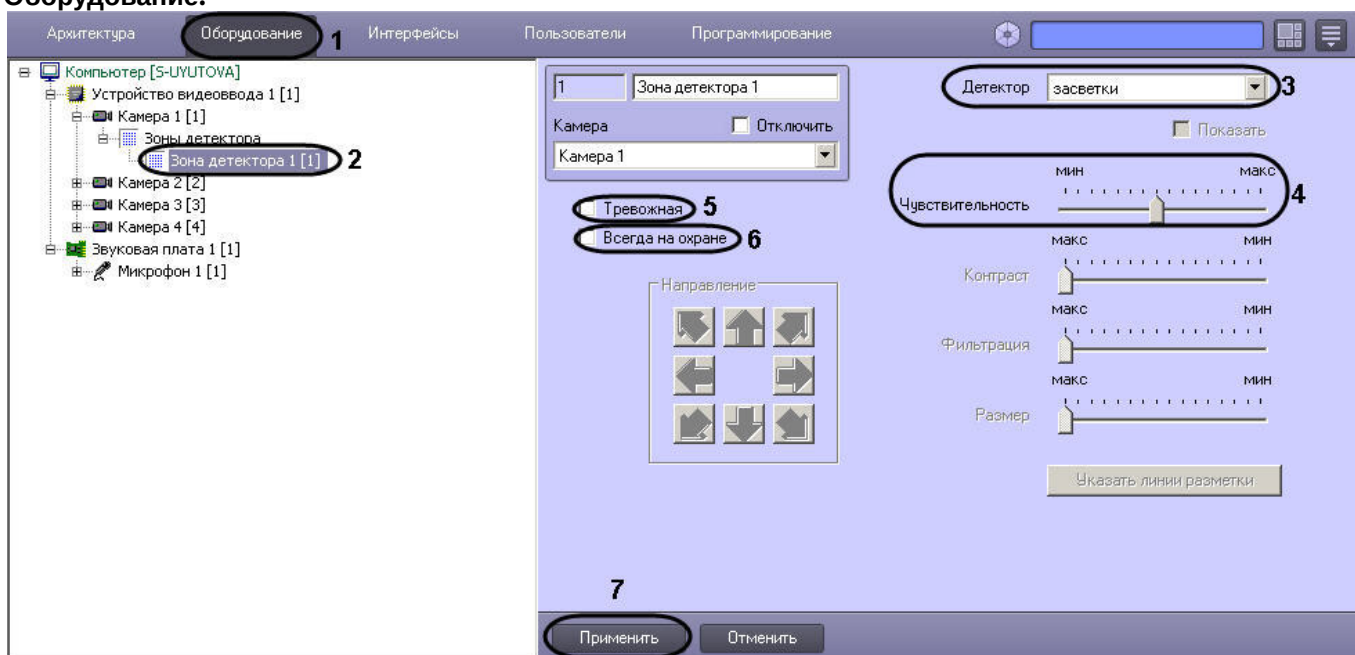 Оборудование.
Архитектура Оборудование 1 Интерфейсы Пользователи Программирование
Компьютер [S-UYUTOVA]
Устройство видеоввода 1 [1]
Камера 1 [1]
Зоны детектора
Зона детектора 1 [1] 2
Камера 2 [2]
Камера 3 [3]
Камера 4 [4]
Звуковая плата 1 [1]
Микрофон 1 [1]
1 Зона детектора 1
Камера Отключить
Камера 1
Тревожная 5
Всегда на охране 6
Направление
Детектор засветки 3
Показать
мин макс
Чувствительность 4
макс мин
Контраст
макс мин
Фильтрация
макс мин
Размер
Указать линии разметки
7
Применить Отменить